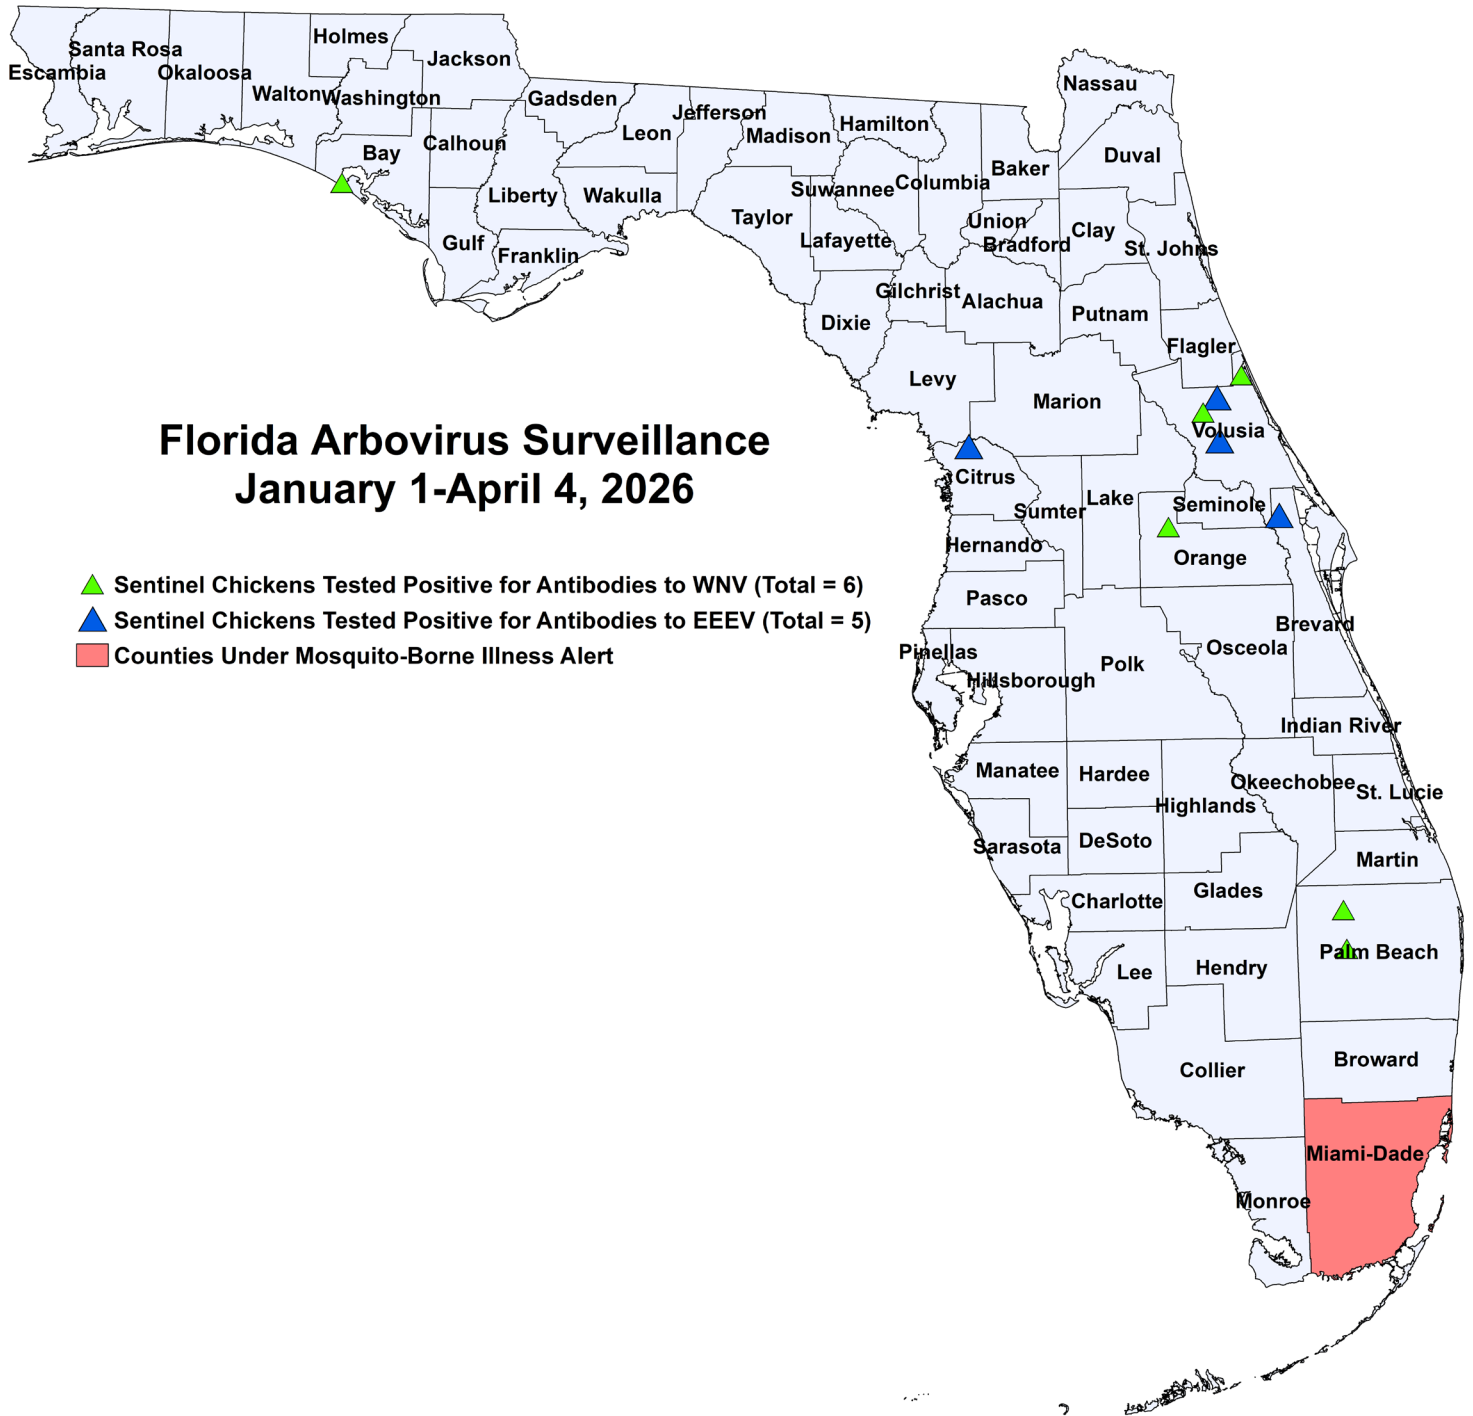 Holmes
Santa Rosa
Jackson
Escambia
Okaloosa
Walton
Washington
Nassau
Gadsden
Jefferson
Hamilton
Leon
Madison
Calhoun
Bay
Duval
Baker
Columbia
Suwannee
Liberty
Wakulla
Taylor
Union
Clay
Lafayette
Bradford
St. Johns
Gulf
Franklin
Gilchrist
Alachua
Putnam
Dixie
Flagler
Levy
Marion
Volusia
Florida Arbovirus Surveillance
January 1-April 4, 2026
Citrus
Lake
Seminole
Sumter
Hernando
Orange
Sentinel Chickens Tested Positive for Antibodies to WNV (Total = 6)
Sentinel Chickens Tested Positive for Antibodies to EEEV (Total = 5)
Counties Under Mosquito-Borne Illness Alert
Pasco
Brevard
Osceola
Pinellas
Polk
Hillsborough
Indian River
Manatee
Hardee
Okeechobee
St. Lucie
Highlands
Sarasota
DeSoto
Martin
Glades
Charlotte
Palm Beach
Lee
Hendry
Broward
Collier
Miami-Dade
Monroe